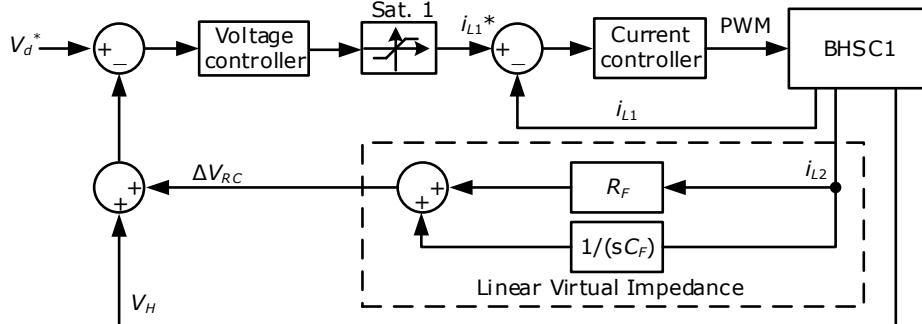 Sat. 1
V_d*
+
−
Voltage controller
i_L1*
+
−
Current controller
PWM
BHSC1
i_L1
ΔV_RC
+
+
+
+
R_F
i_L2
1/(sC_F)
Linear Virtual Impedance
V_H